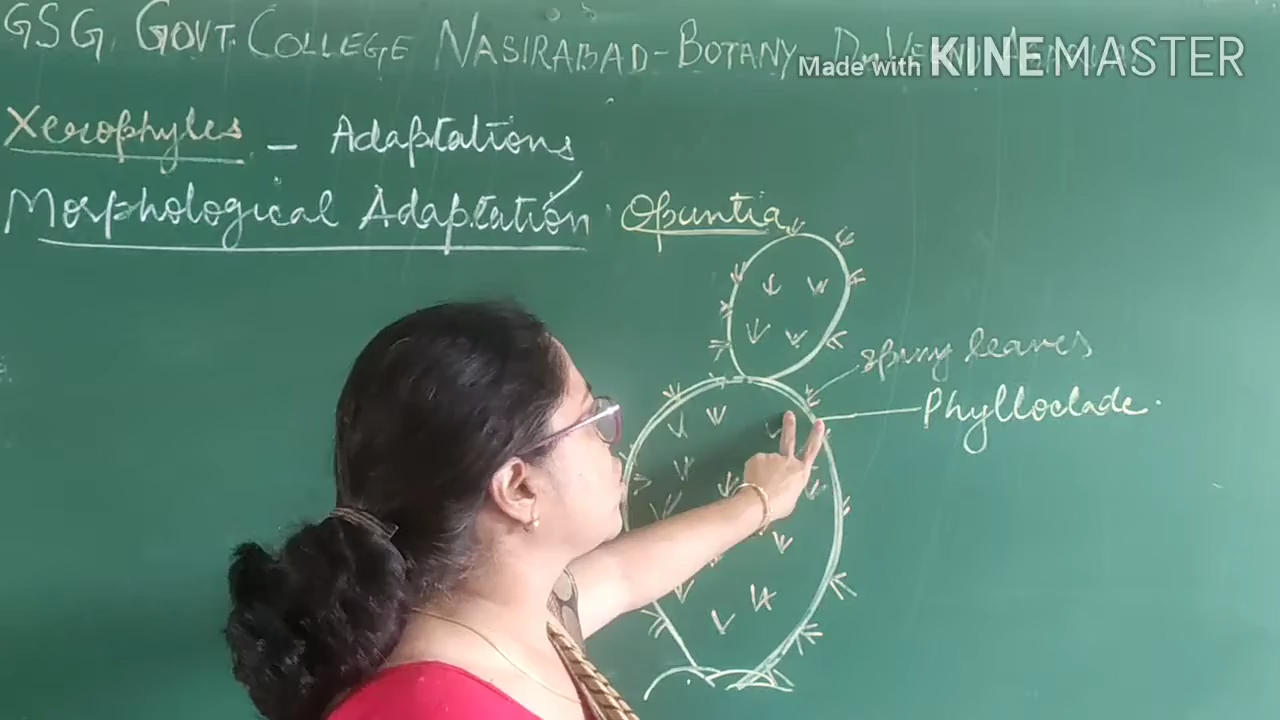 GSG GOVT. COLLEGE NASIRABAD-BOTANY
Made with KINEMASTER
Xerophytes - Adaptations
Morphological Adaptation
Opuntia
spiny leaves
Phylloclade.